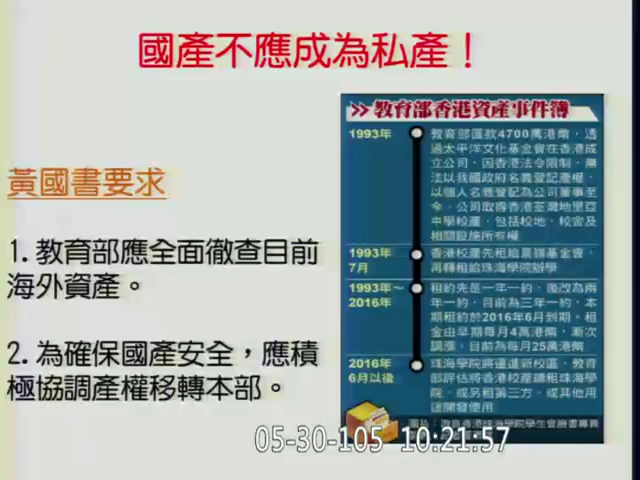 國產不應成為私產！
黃國書要求
1. 教育部應全面徹查目前
海外資產。
2. 為確保國產安全，應積
極協調產權移轉本部。
>> 教育部香港資產事件簿
1993年
教育部匯款4700萬港幣，透
過太平洋文化基金會在香港成
立公司，因香港法令限制，無
法以我國政府名義登記產權，
以個人名義登記為公司董事至
今。公司取得香港荃灣地里亞
中學校產，包括校地、校舍及
相關設施所有權
1993年
7月
香港校產先租給
基金會，
再轉租給珠海學院辦學
1993年～
2016年
租約先是一年一約，後改為兩
年一約，目前為三年一約，本
期租約於2016年6月到期。租
金由早期每月4萬港幣，漸次
調漲，目前為每月25萬港幣
2016年
6月以後
珠海學院將遷進新校區，教育
部評估將香港校產續租珠海學
院，或另租第三方，或其他用
途開發使用
05-30-105 10:21:57